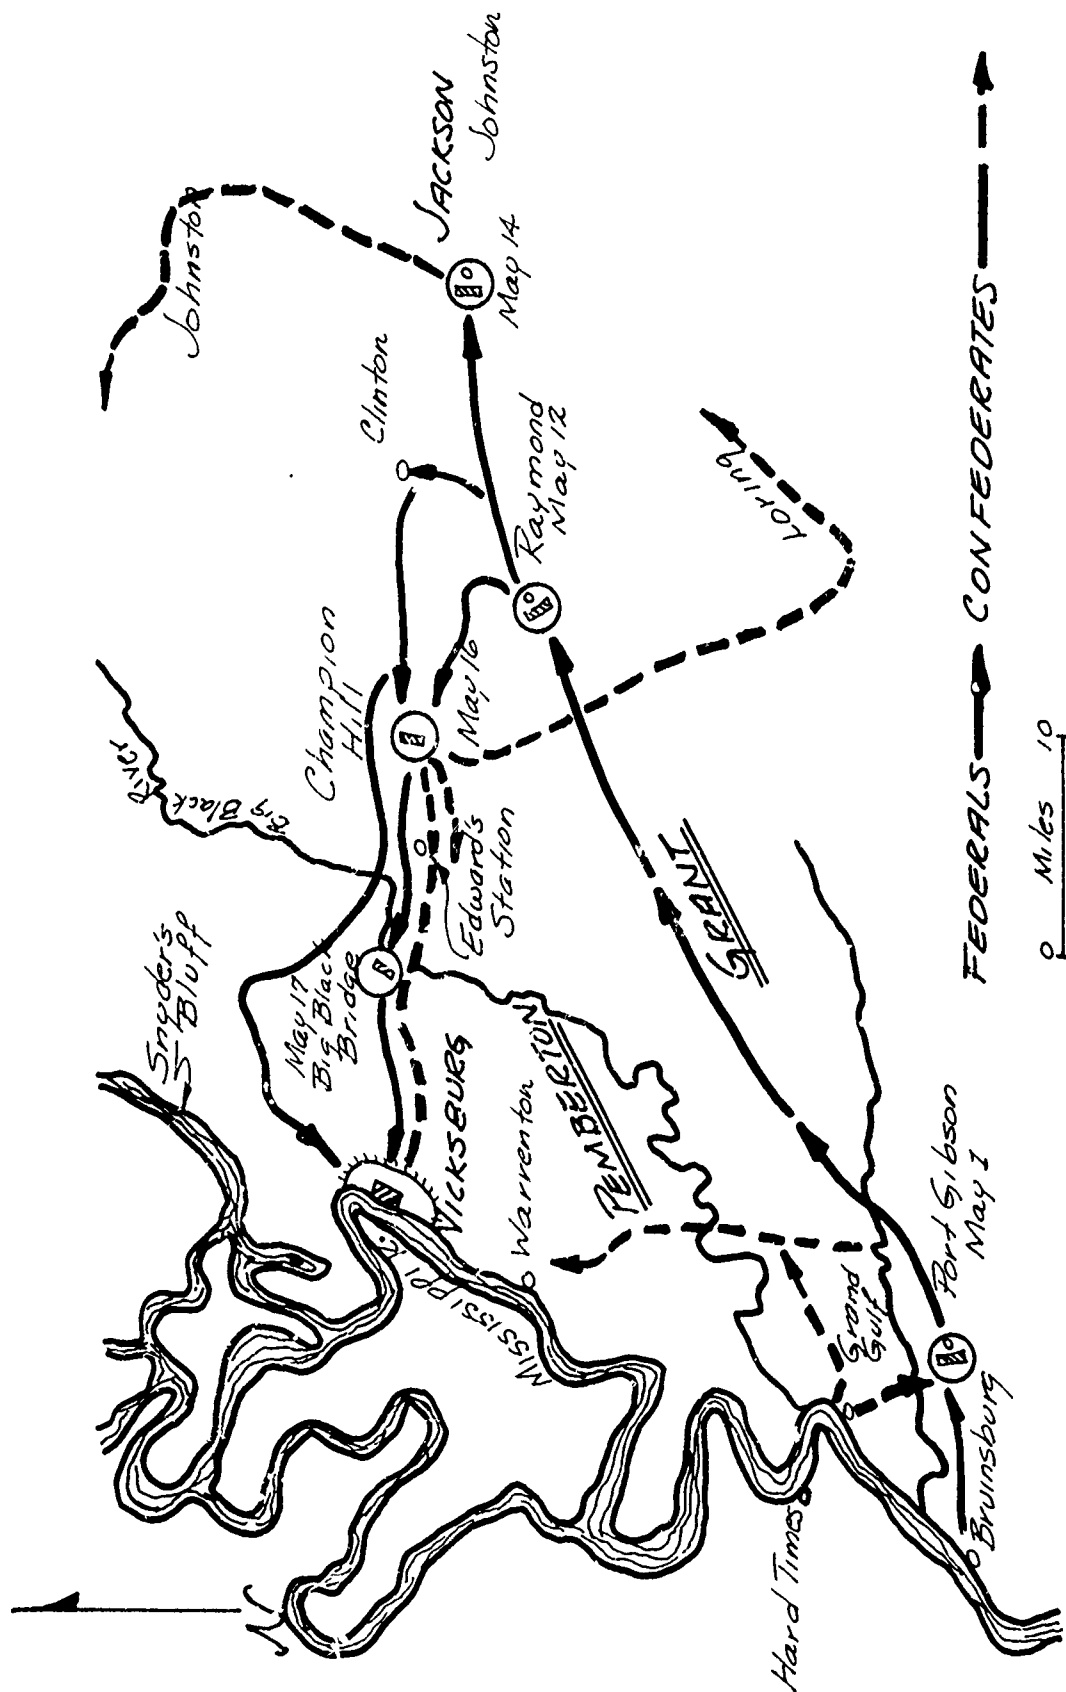 Johnston
JACKSON
Johnston
May 14
Clinton
Raymond
May 12
Loring
Champion
Hill
May 16
Big Black
River
Edward's
Station
Snyder's
Bluff
May 17
Big Black
Bridge
VICKSBURG
Warrenton
PEMBERTON
GRANT
MISSISSIPPI R.
Grand
Gulf
Port Gibson
May 1
Bruinsburg
Hard Times
N
FEDERALS CONFEDERATES
0 Miles 10